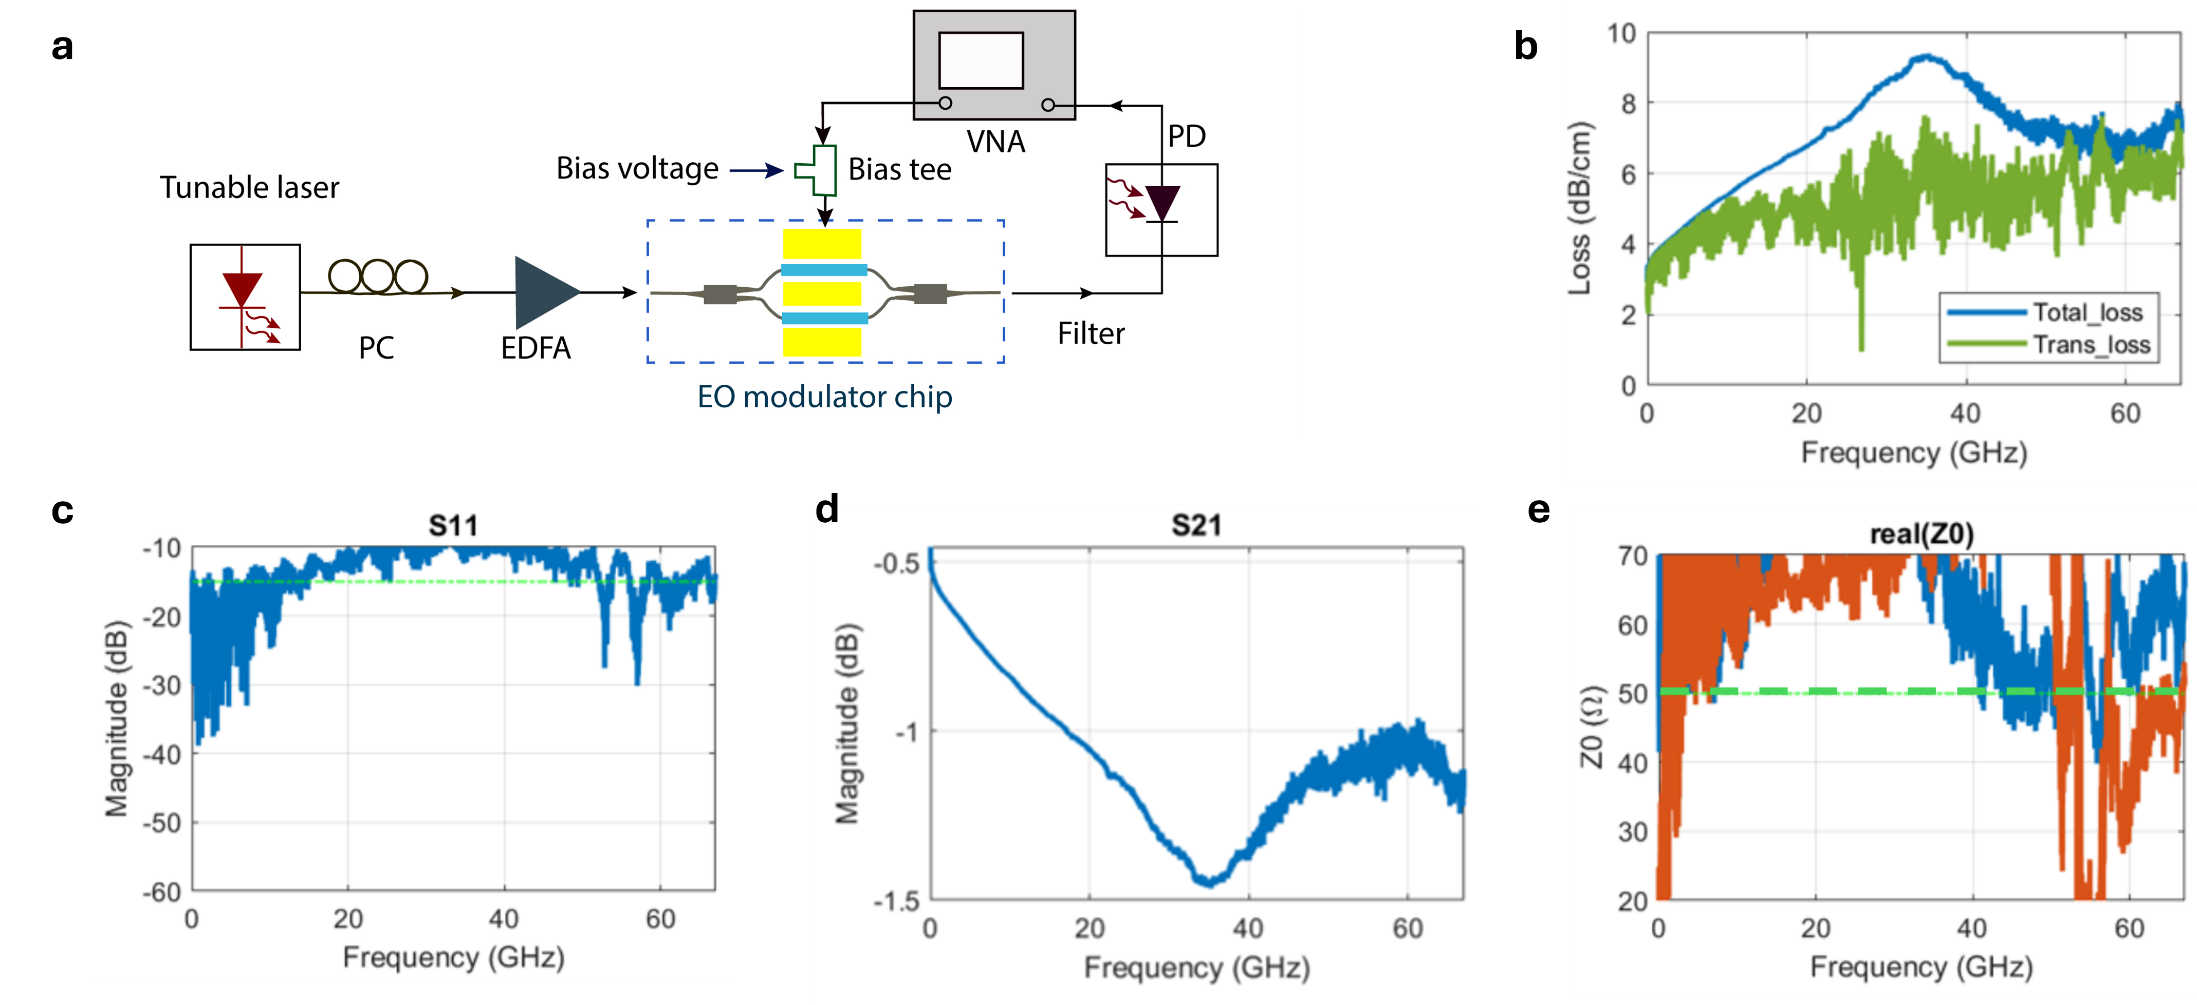 a
Tunable laser
PC
EDFA
Bias voltage
Bias tee
VNA
PD
Filter
EO modulator chip
b
10
8
6
4
2
0
Loss (dB/cm)
Total_loss
Trans_loss
0 20 40 60
Frequency (GHz)
c
S11
-10
-20
-30
-40
-50
-60
Magnitude (dB)
0 20 40 60
Frequency (GHz)
d
S21
-0.5
-1
-1.5
Magnitude (dB)
0 20 40 60
Frequency (GHz)
e
real(Z0)
70
60
50
40
30
20
Z0 (Ω)
0 20 40 60
Frequency (GHz)